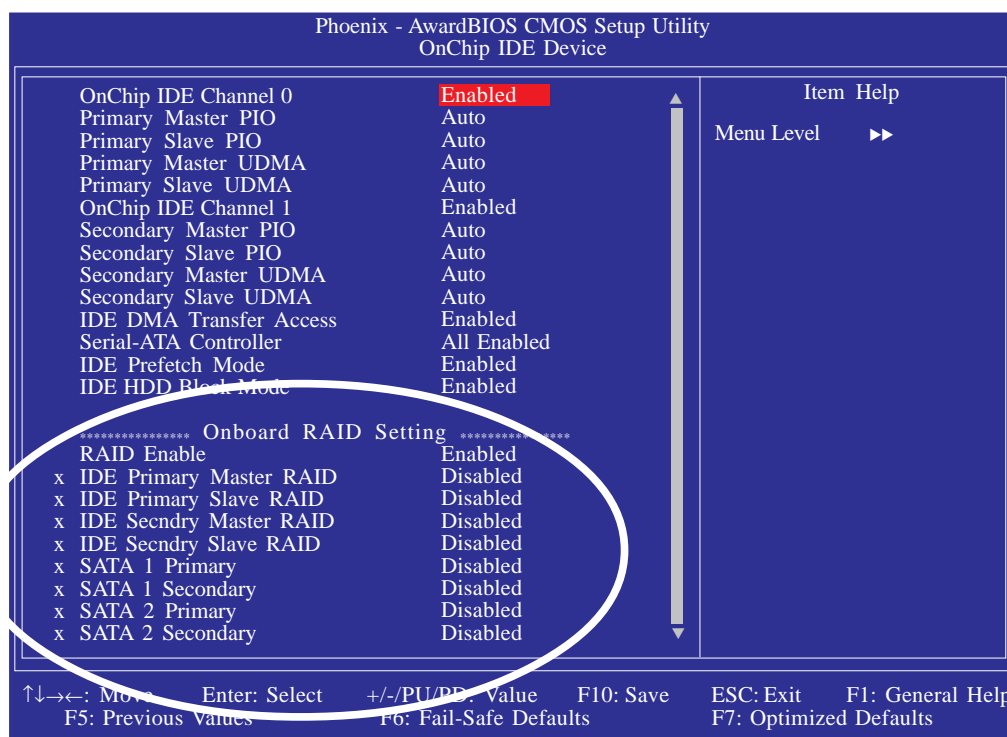 Phoenix - AwardBIOS CMOS Setup Utility
OnChip IDE Device
OnChip IDE Channel 0 Enabled
Primary Master PIO Auto
Primary Slave PIO Auto
Primary Master UDMA Auto
Primary Slave UDMA Auto
OnChip IDE Channel 1 Enabled
Secondary Master PIO Auto
Secondary Slave PIO Auto
Secondary Master UDMA Auto
Secondary Slave UDMA Auto
IDE DMA Transfer Access Enabled
Serial-ATA Controller All Enabled
IDE Prefetch Mode Enabled
IDE HDD Block Mode Enabled
**************** Onboard RAID Setting ****************
RAID Enable Enabled
x IDE Primary Master RAID Disabled
x IDE Primary Slave RAID Disabled
x IDE Secndry Master RAID Disabled
x IDE Secndry Slave RAID Disabled
x SATA 1 Primary Disabled
x SATA 1 Secondary Disabled
x SATA 2 Primary Disabled
x SATA 2 Secondary Disabled
Item Help
Menu Level ▸▸
↑↓→←: Move Enter: Select +/-/PU/PD: Value F10: Save ESC: Exit F1: General Help
F5: Previous Values F6: Fail-Safe Defaults F7: Optimized Defaults